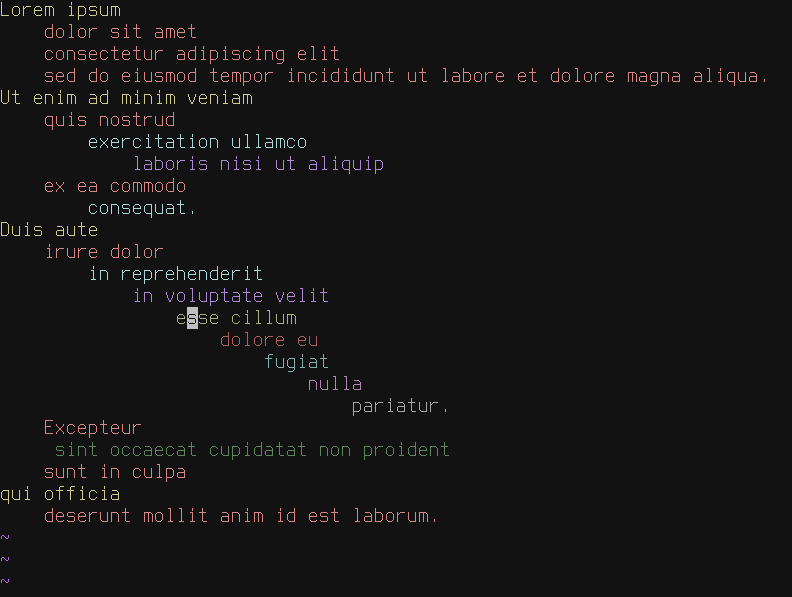 Lorem ipsum
    dolor sit amet
    consectetur adipiscing elit
    sed do eiusmod tempor incididunt ut labore et dolore magna aliqua.
Ut enim ad minim veniam
    quis nostrud
        exercitation ullamco
            laboris nisi ut aliquip
    ex ea commodo
        consequat.
Duis aute
    irure dolor
        in reprehenderit
            in voluptate velit
                esse cillum
                    dolore eu
                        fugiat
                            nulla
                                pariatur.
    Excepteur
     sint occaecat cupidatat non proident
    sunt in culpa
qui officia
    deserunt mollit anim id est laborum.
~
~
~